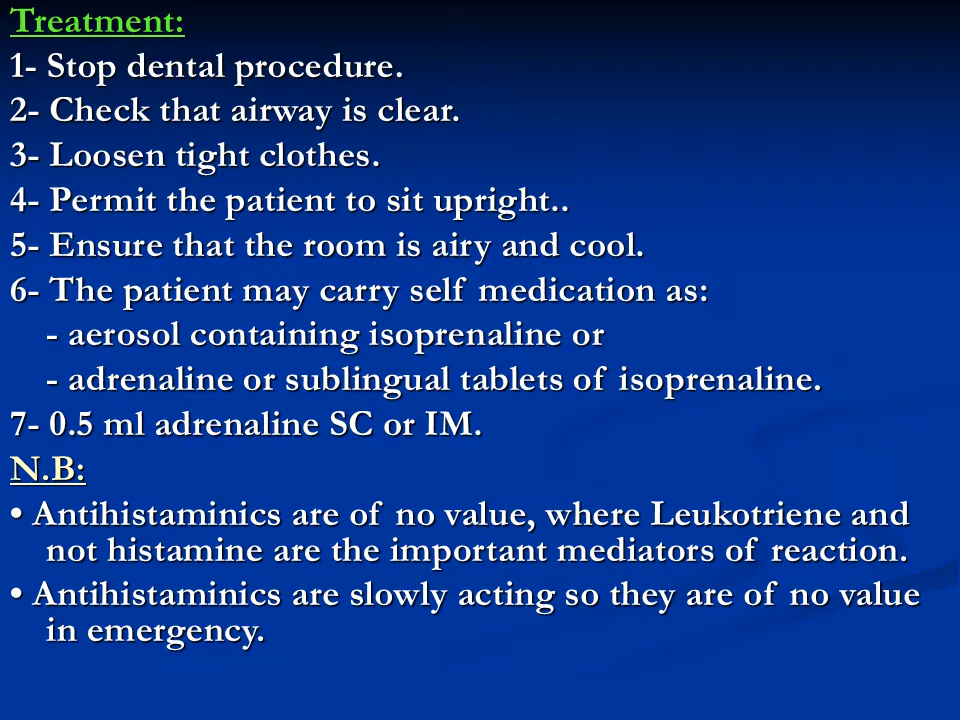 Treatment:
1- Stop dental procedure.
2- Check that airway is clear.
3- Loosen tight clothes.
4- Permit the patient to sit upright..
5- Ensure that the room is airy and cool.
6- The patient may carry self medication as:
- aerosol containing isoprenaline or
- adrenaline or sublingual tablets of isoprenaline.
7- 0.5 ml adrenaline SC or IM.
N.B:
• Antihistaminics are of no value, where Leukotriene and
not histamine are the important mediators of reaction.
• Antihistaminics are slowly acting so they are of no value
in emergency.